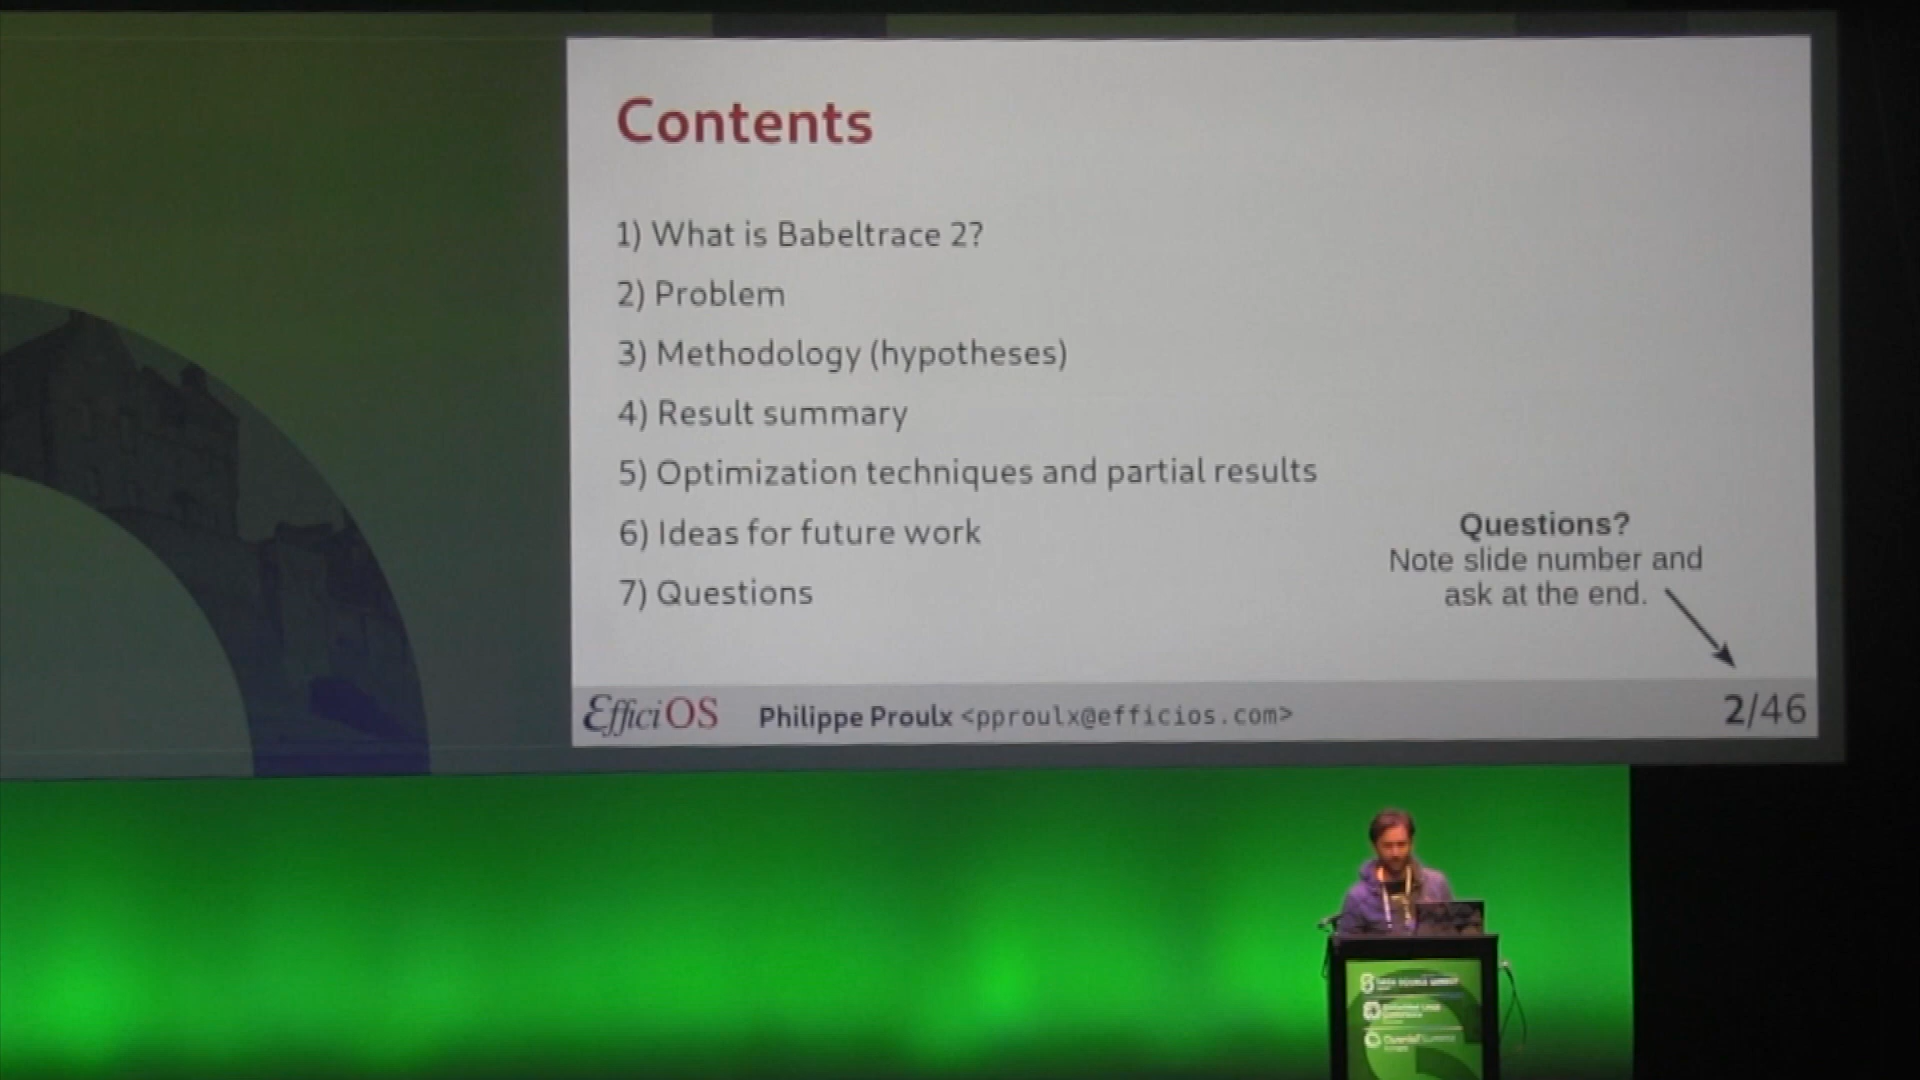 Contents
1) What is Babeltrace 2?
2) Problem
3) Methodology (hypotheses)
4) Result summary
5) Optimization techniques and partial results
6) Ideas for future work
7) Questions
Questions?
Note slide number and
ask at the end.
EfficiOS Philippe Proulx <pproulx@efficios.com> 2/46